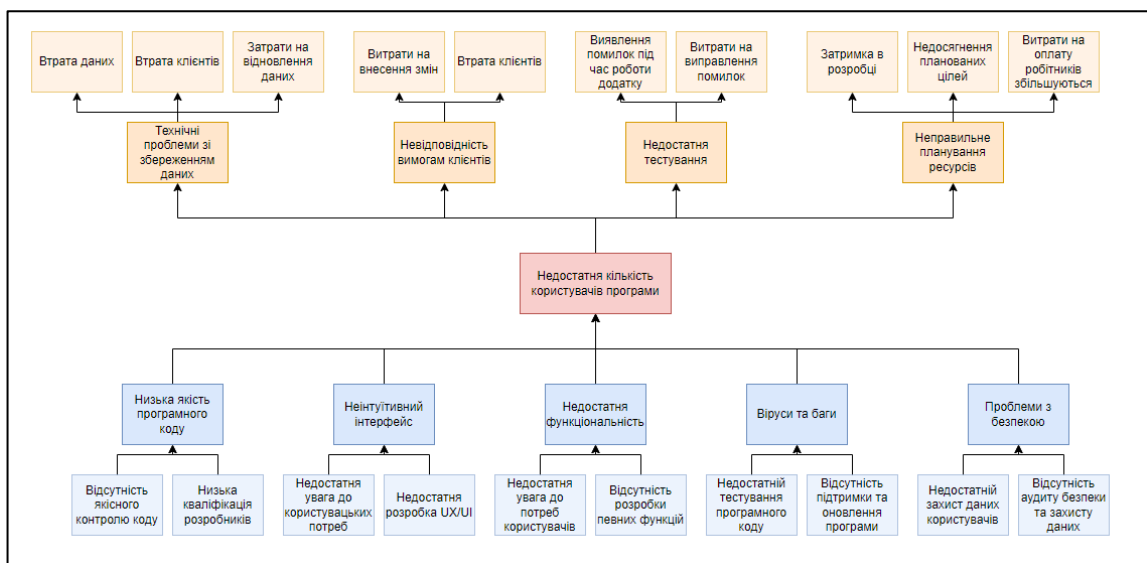 Втрата даних
Втрата клієнтів
Затрати на
відновлення
даних
Витрати на
внесення змін
Втрата клієнтів
Виявлення
помилок під
час роботи
додатку
Витрати на
виправлення
помилок
Затримка в
розробці
Недосягнення
планованих
цілей
Витрати на
оплату
робітників
збільшуються
Технічні
проблеми зі
збереженням
даних
Невідповідність
вимогам клієнтів
Недостатня
тестування
Неправильне
планування
ресурсів
Недостатня кількість
користувачів програми
Низька якість
програмного
коду
Неінтуїтивний
інтерфейс
Недостатня
функціональність
Віруси та баги
Проблеми з
безпекою
Відсутність
якісного
контролю коду
Низька
кваліфікація
розробників
Недостатня
увага до
користувацьких
потреб
Недостатня
розробка UX/UI
Недостатня
увага до
потреб
користувачів
Відсутність
розробки
певних функцій
Недостатній
тестування
програмного
коду
Відсутність
підтримки та
оновлення
програми
Недостатній
захист даних
користувачів
Відсутність
аудиту безпеки
та захисту
даних